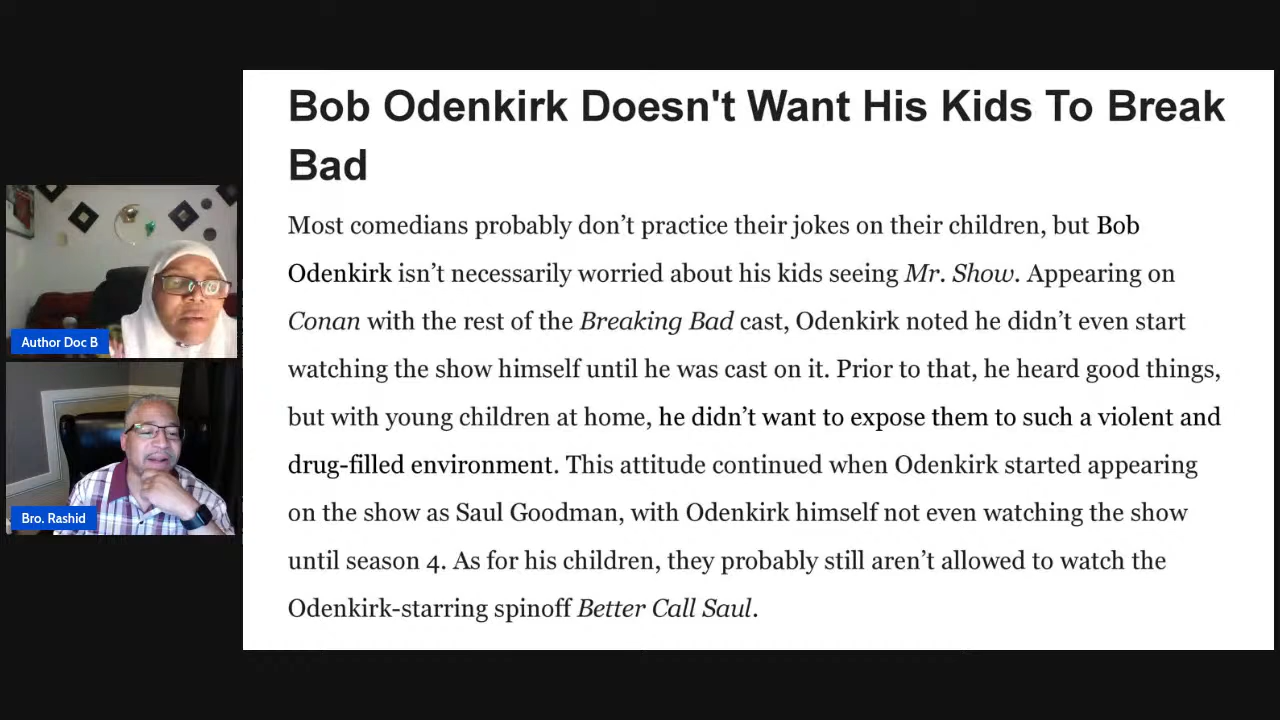 Bob Odenkirk Doesn't Want His Kids To Break
Bad
Most comedians probably don’t practice their jokes on their children, but Bob
Odenkirk isn’t necessarily worried about his kids seeing Mr. Show. Appearing on
Conan with the rest of the Breaking Bad cast, Odenkirk noted he didn’t even start
watching the show himself until he was cast on it. Prior to that, he heard good things,
but with young children at home, he didn’t want to expose them to such a violent and
drug-filled environment. This attitude continued when Odenkirk started appearing
on the show as Saul Goodman, with Odenkirk himself not even watching the show
until season 4. As for his children, they probably still aren’t allowed to watch the
Odenkirk-starring spinoff Better Call Saul.
Author Doc B
Bro. Rashid